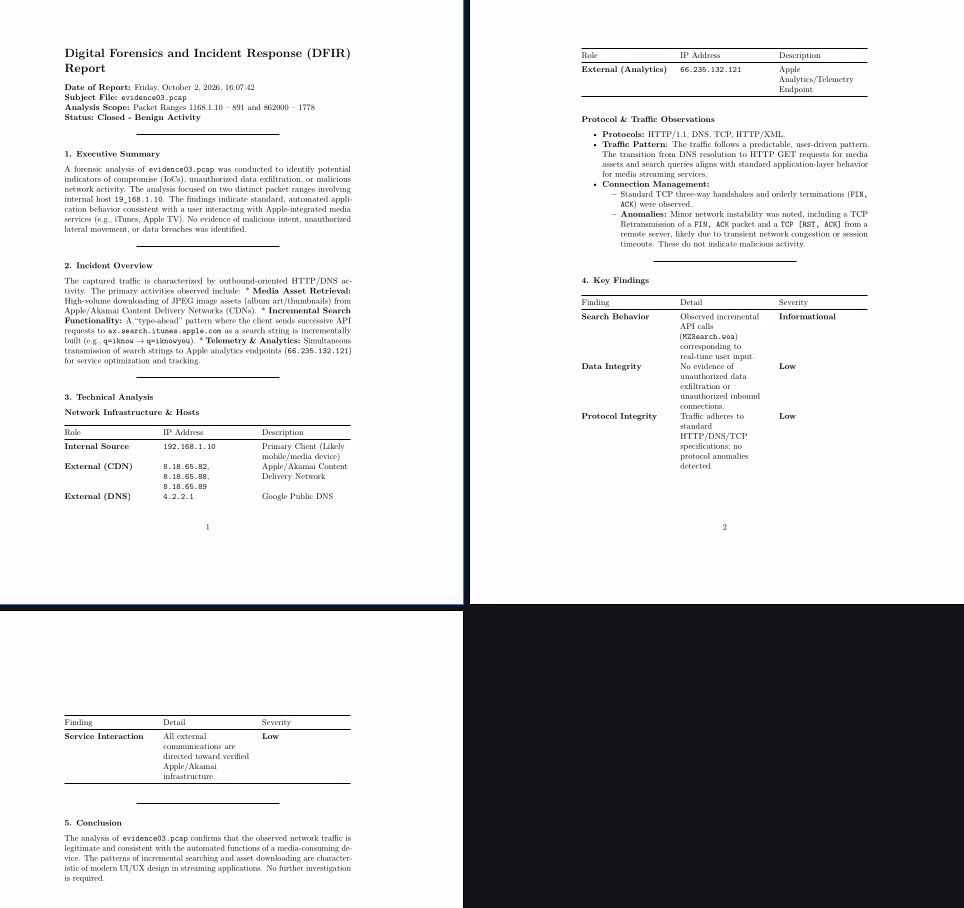 Digital Forensics and Incident Response (DFIR)
Report
Date of Report: Friday, October 2, 2026, 16:07:42
Subject File: evidence03.pcap
Analysis Scope: Packet Ranges 1168.1.10 – 891 and 862000 – 1778
Status: Closed - Benign Activity
1. Executive Summary
A forensic analysis of evidence03.pcap was conducted to identify potential
indicators of compromise (IoCs), unauthorized data exfiltration, or malicious
network activity. The analysis focused on two distinct packet ranges involving
internal host 19_168.1.10. The findings indicate standard, automated appli-
cation behavior consistent with a user interacting with Apple-integrated media
services (e.g., iTunes, Apple TV). No evidence of malicious intent, unauthorized
lateral movement, or data breaches was identified.
2. Incident Overview
The captured traffic is characterized by outbound-oriented HTTP/DNS ac-
tivity. The primary activities observed include: * Media Asset Retrieval:
High-volume downloading of JPEG image assets (album art/thumbnails) from
Apple/Akamai Content Delivery Networks (CDNs). * Incremental Search
Functionality: A “type-ahead” pattern where the client sends successive API
requests to ax.search.itunes.apple.com as a search string is incrementally
built (e.g., q=iknow → q=iknowyou). * Telemetry & Analytics: Simultaneous
transmission of search strings to Apple analytics endpoints (66.235.132.121)
for service optimization and tracking.
3. Technical Analysis
Network Infrastructure & Hosts
Role IP Address Description
Internal Source 192.168.1.10 Primary Client (Likely
mobile/media device)
External (CDN) 8.18.65.82, Apple/Akamai Content
8.18.65.88, Delivery Network
8.18.65.89
External (DNS) 4.2.2.1 Google Public DNS
1
Role IP Address Description
External (Analytics) 66.235.132.121 Apple
Analytics/Telemetry
Endpoint
Protocol & Traffic Observations
• Protocols: HTTP/1.1, DNS, TCP, HTTP/XML.
• Traffic Pattern: The traffic follows a predictable, user-driven pattern.
The transition from DNS resolution to HTTP GET requests for media
assets and search queries aligns with standard application-layer behavior
for media streaming services.
• Connection Management:
– Standard TCP three-way handshakes and orderly terminations (FIN,
ACK) were observed.
– Anomalies: Minor network instability was noted, including a TCP
Retransmission of a FIN, ACK packet and a TCP [RST, ACK] from a
remote server, likely due to transient network congestion or session
timeouts. These do not indicate malicious activity.
4. Key Findings
Finding Detail Severity
Search Behavior Observed incremental Informational
API calls
(MZSearch.woa)
corresponding to
real-time user input.
Data Integrity No evidence of Low
unauthorized data
exfiltration or
unauthorized inbound
connections.
Protocol Integrity Traffic adheres to Low
standard
HTTP/DNS/TCP
specifications; no
protocol anomalies
detected.
2
Finding Detail Severity
Service Interaction All external Low
communications are
directed toward verified
Apple/Akamai
infrastructure.
5. Conclusion
The analysis of evidence03.pcap confirms that the observed network traffic is
legitimate and consistent with the automated functions of a media-consuming de-
vice. The patterns of incremental searching and asset downloading are character-
istic of modern UI/UX design in streaming applications. No further investigation
is required.